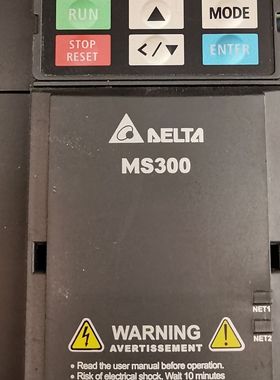 RUN MODE
STOP RESET </▼ ENTER
DELTA
MS300
NET1
NET2
WARNING
AVERTISSEMENT
• Read the user manual before operation.
• Risk of electrical shock. Wait 10 minutes